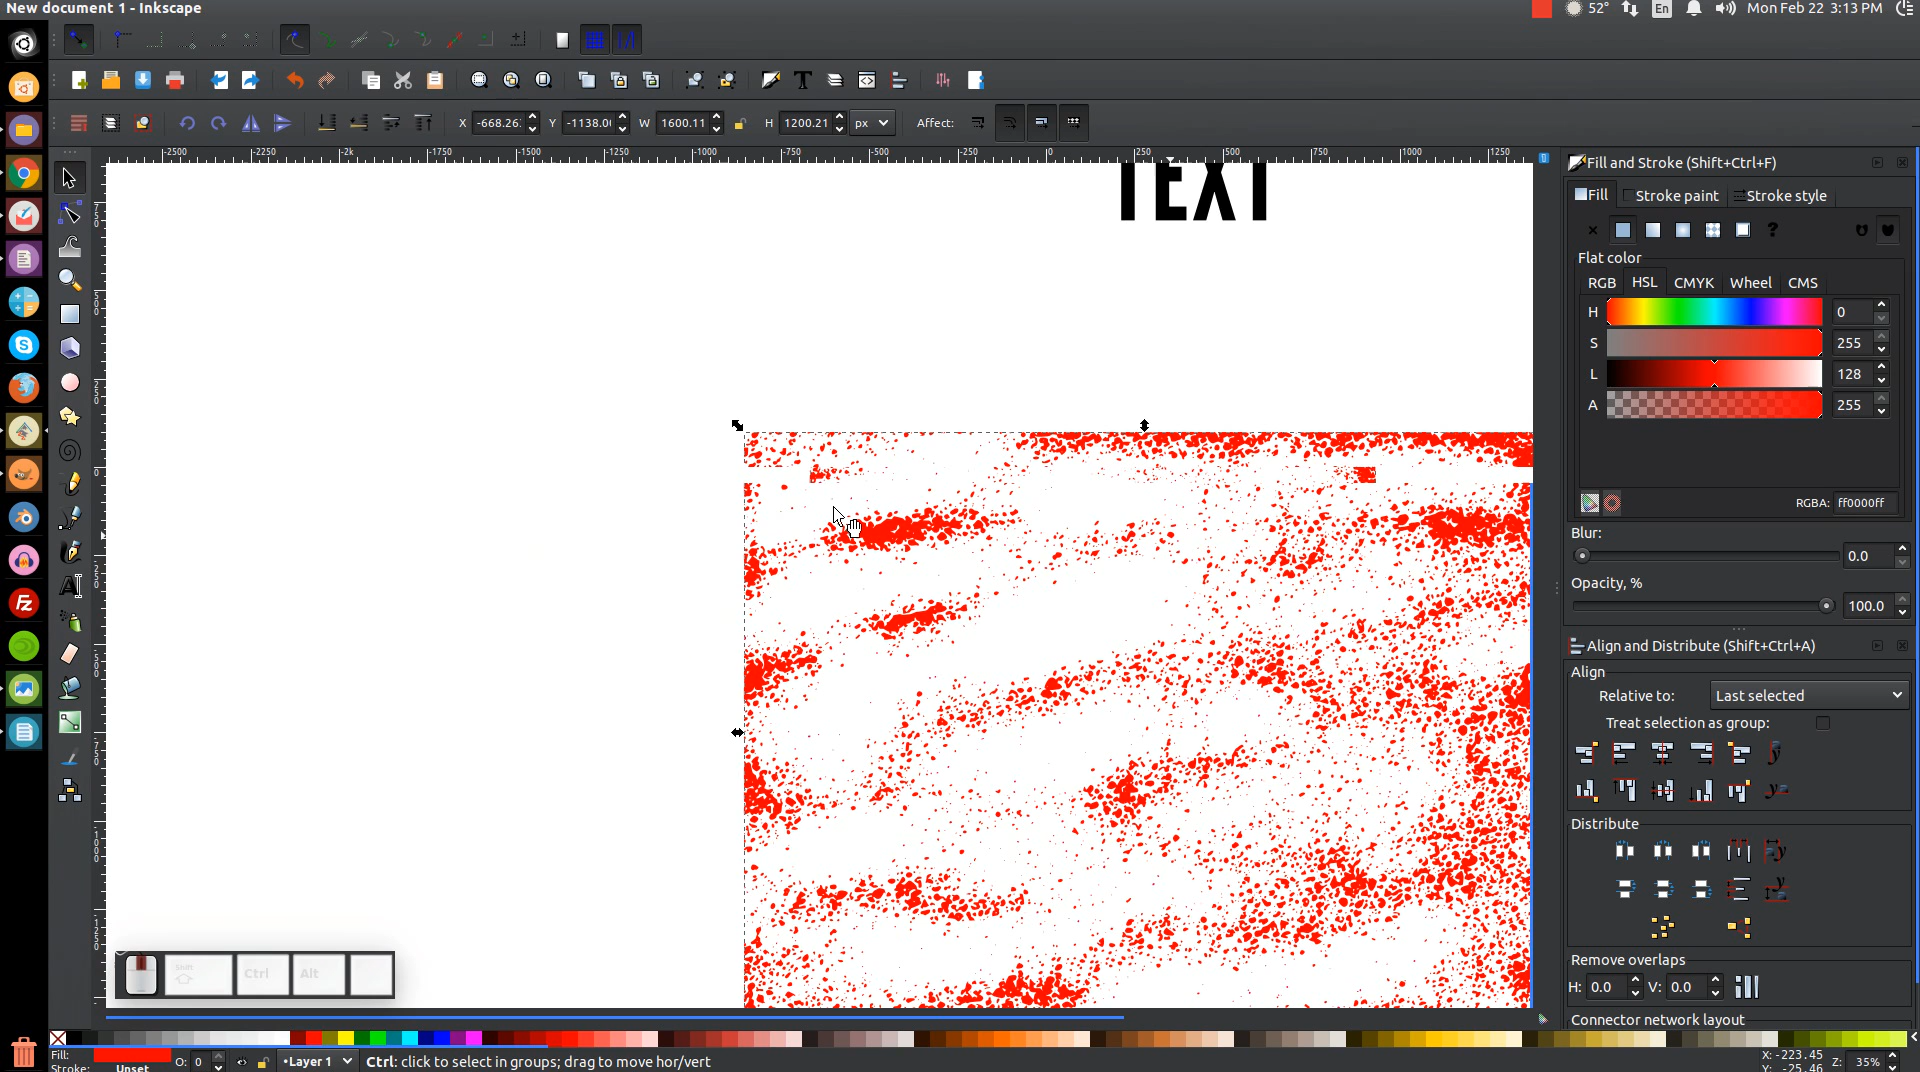 New document 1 - Inkscape
52° En Mon Feb 22 3:13 PM
X -668.26 Y -1138.0 W 1600.11 H 1200.21 px Affect:
-2500 -2250 -2k -1750 -1500 -1250 -1000 -750 -500 -250 0 250 500 750 1000 1250
TEXT
Fill and Stroke (Shift+Ctrl+F)
Fill Stroke paint Stroke style
Flat color
RGB HSL CMYK Wheel CMS
H 0
S 255
L 128
A 255
RGBA: ff0000ff
Blur:
0.0
Opacity, %
100.0
Align and Distribute (Shift+Ctrl+A)
Align
Relative to: Last selected
Treat selection as group:
Distribute
Remove overlaps
H: 0.0 V: 0.0
Connector network layout
Shift Ctrl Alt
Fill:
Stroke: Unset
O: 0 •Layer 1 Ctrl: click to select in groups; drag to move hor/vert
X: -223.45
Y: -25.46
Z: 35%